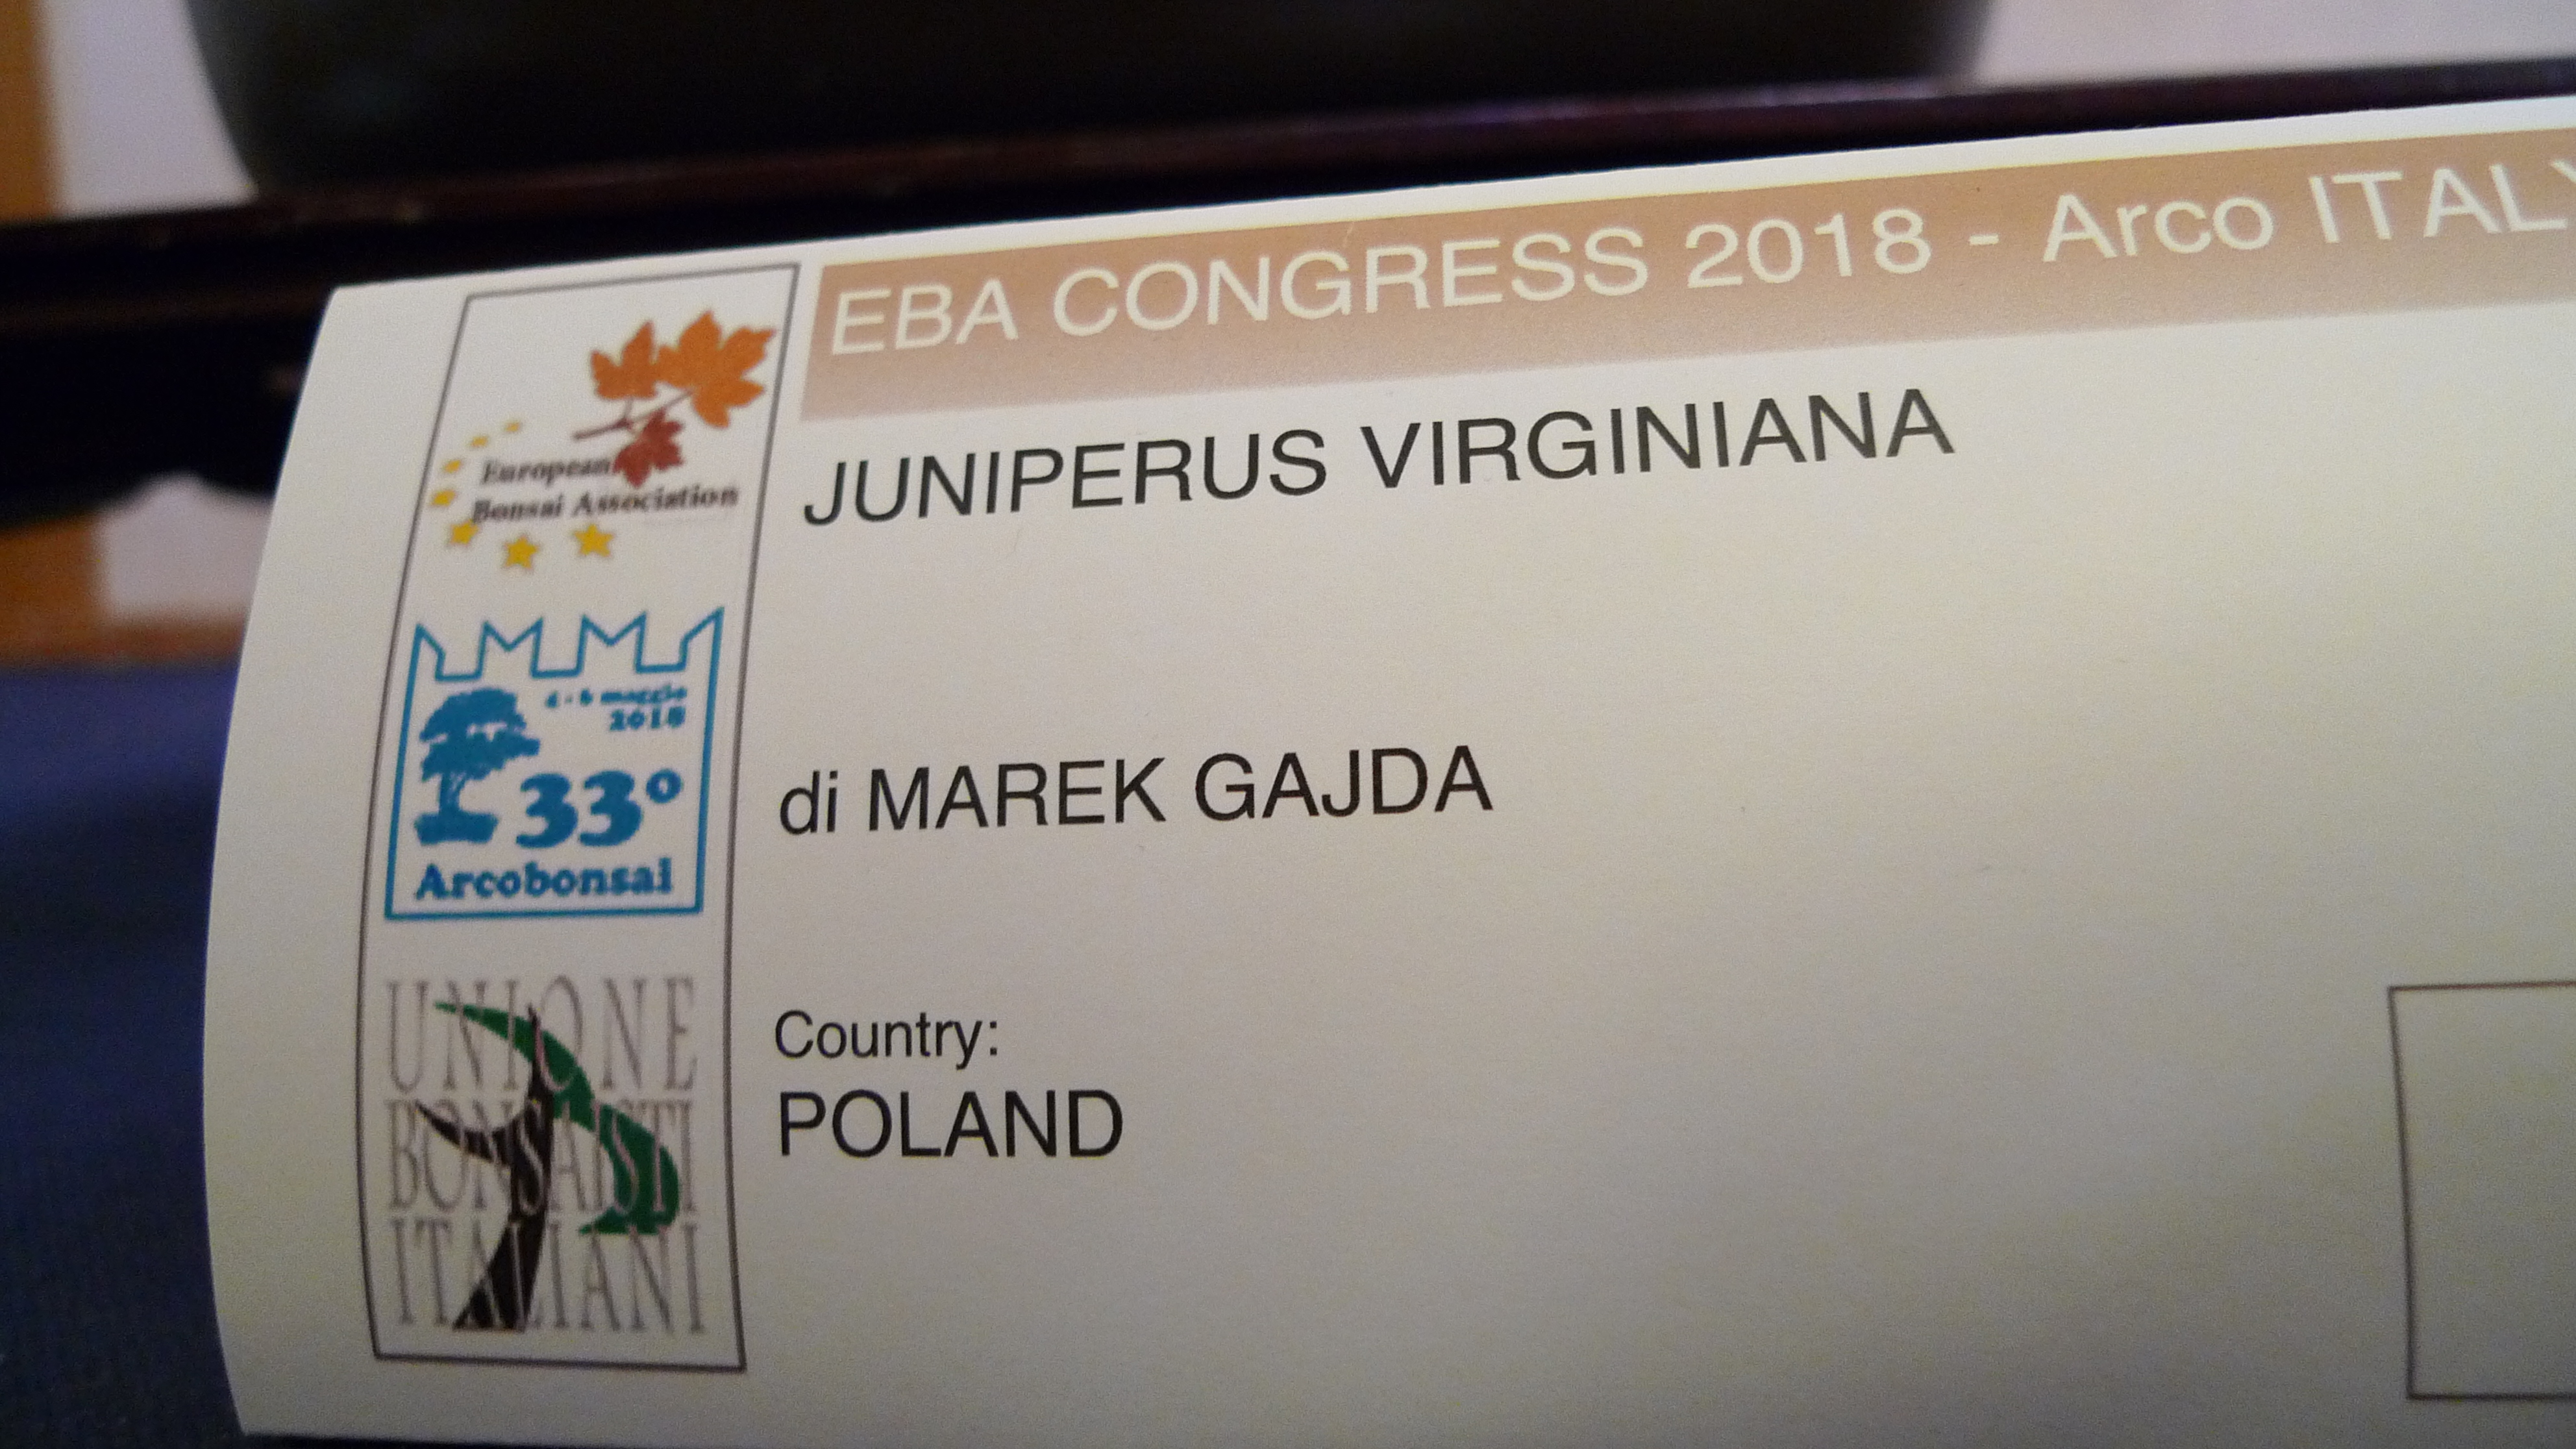 EBA CONGRESS 2018 - Arco ITALY
JUNIPERUS VIRGINIANA
di MAREK GAJDA
Country:
POLAND
European
Bonsai Association
4 - 6 maggio
2018
33°
Arcobonsai
UNIONE
BONSAISTI
ITALIANI